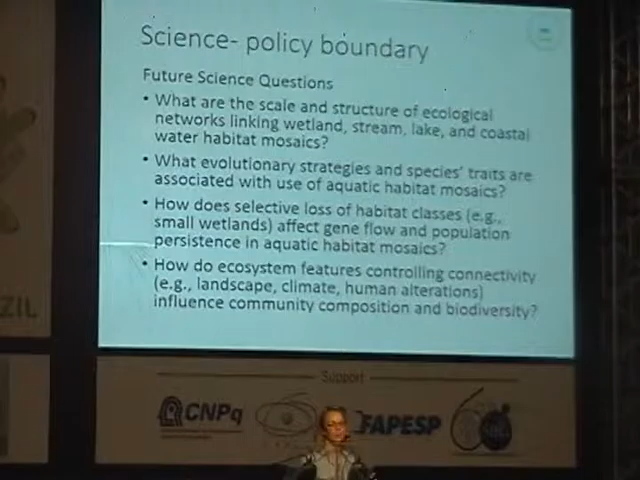 Science- policy boundary
Future Science Questions
• What are the scale and structure of ecological
networks linking wetland, stream, lake, and coastal
water habitat mosaics?
• What evolutionary strategies and species' traits are
associated with use of aquatic habitat mosaics?
• How does selective loss of habitat classes (e.g.,
small wetlands) affect gene flow and population
persistence in aquatic habitat mosaics?
• How do ecosystem features controlling connectivity
(e.g., landscape, climate, human alterations)
influence community composition and biodiversity?
ZIL
Support
CNPq
FAPESP